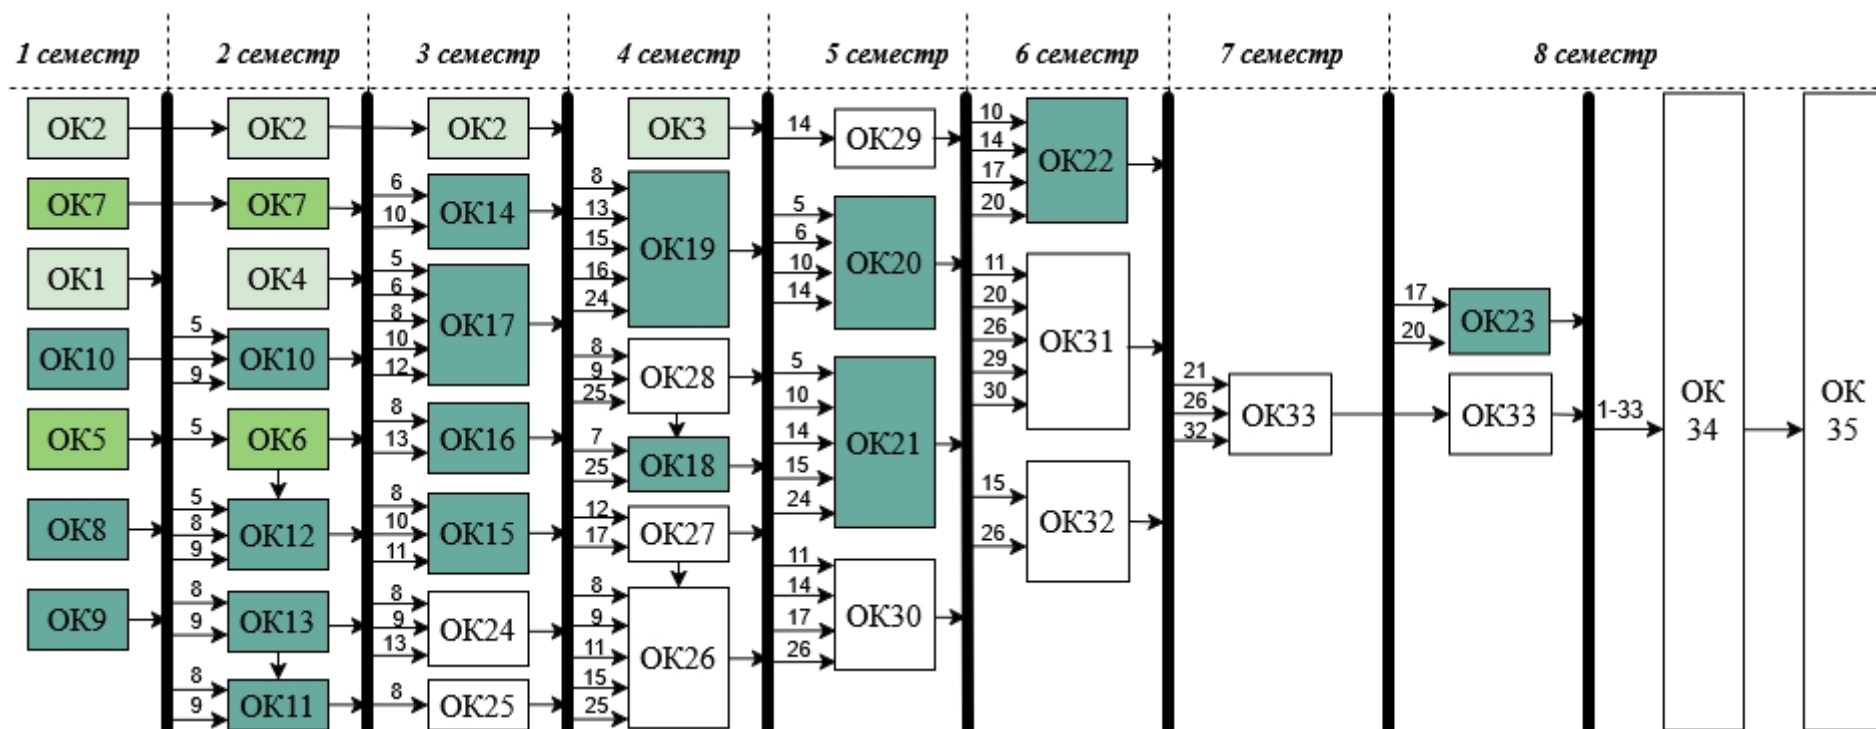 1 семестр
2 семестр
3 семестр
4 семестр
5 семестр
6 семестр
7 семестр
8 семестр
ОК2
ОК7
ОК1
ОК10
ОК5
ОК8
ОК9
ОК2
ОК7
ОК4
5
9
ОК10
5
ОК6
5
8
9
ОК12
8
9
ОК13
8
9
ОК11
ОК2
6
10
ОК14
5
6
8
10
12
ОК17
8
13
ОК16
8
10
11
ОК15
8
9
13
ОК24
8
ОК25
ОК3
8
13
15
16
24
ОК19
8
9
25
ОК28
7
25
ОК18
12
17
ОК27
8
9
11
15
25
ОК26
14
ОК29
5
6
10
14
ОК20
5
10
14
15
24
ОК21
11
14
17
26
ОК30
10
14
17
20
ОК22
11
20
26
29
30
ОК31
15
26
ОК32
21
26
32
ОК33
17
20
ОК23
ОК33
1-33
ОК
34
ОК
35